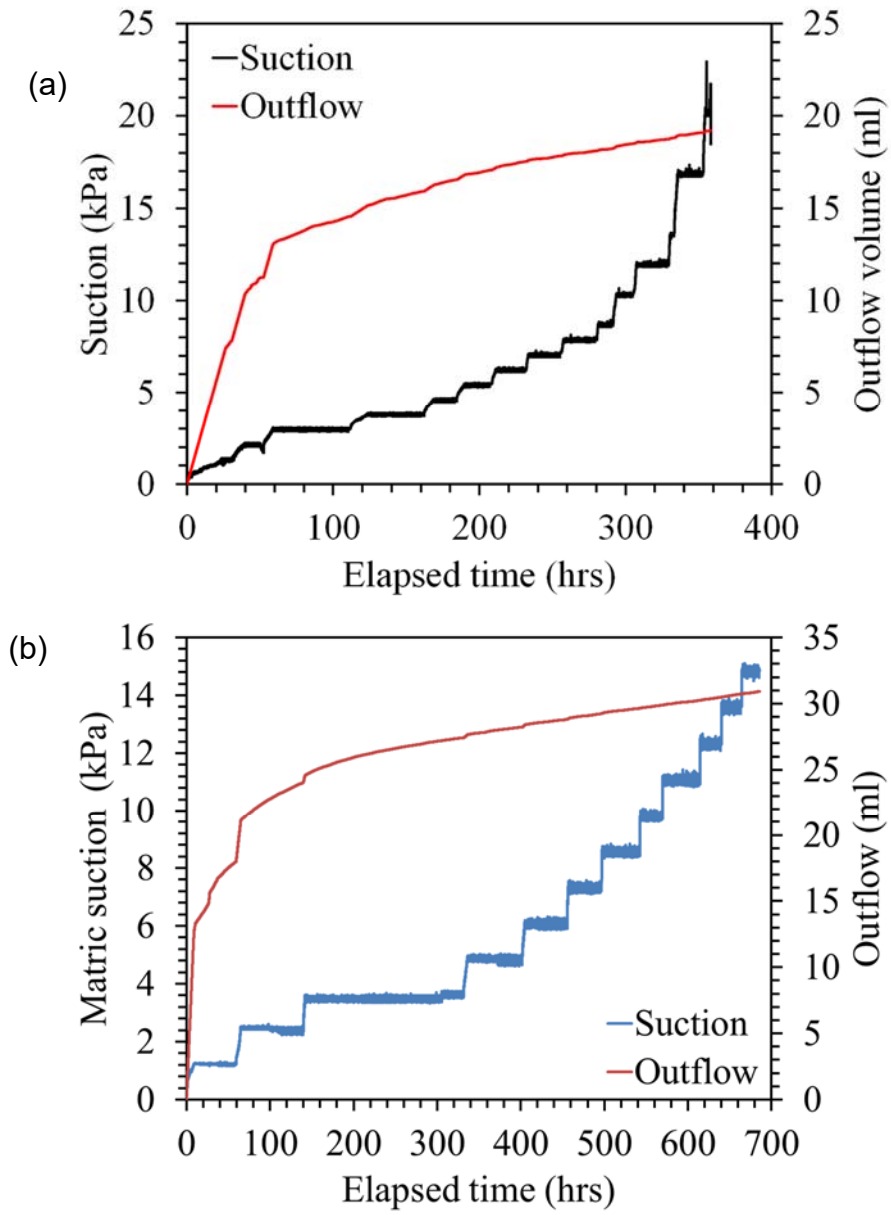 (a)
Suction
Outflow
Suction (kPa)
Outflow volume (ml)
25
20
15
10
5
0
25
20
15
10
5
0
0 100 200 300 400
Elapsed time (hrs)
(b)
Matric suction (kPa)
Outflow (ml)
16
14
12
10
8
6
4
2
0
35
30
25
20
15
10
5
0
Suction
Outflow
0 100 200 300 400 500 600 700
Elapsed time (hrs)